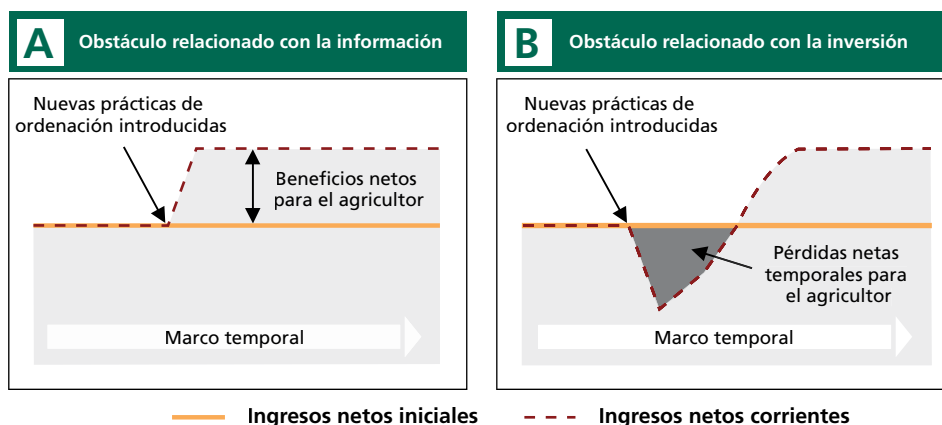 A
Obstáculo relacionado con la información
Nuevas prácticas de
ordenación introducidas
Beneficios netos
para el agricultor
Marco temporal
B
Obstáculo relacionado con la inversión
Nuevas prácticas de
ordenación introducidas
Pérdidas netas
temporales para
el agricultor
Marco temporal
Ingresos netos iniciales
Ingresos netos corrientes